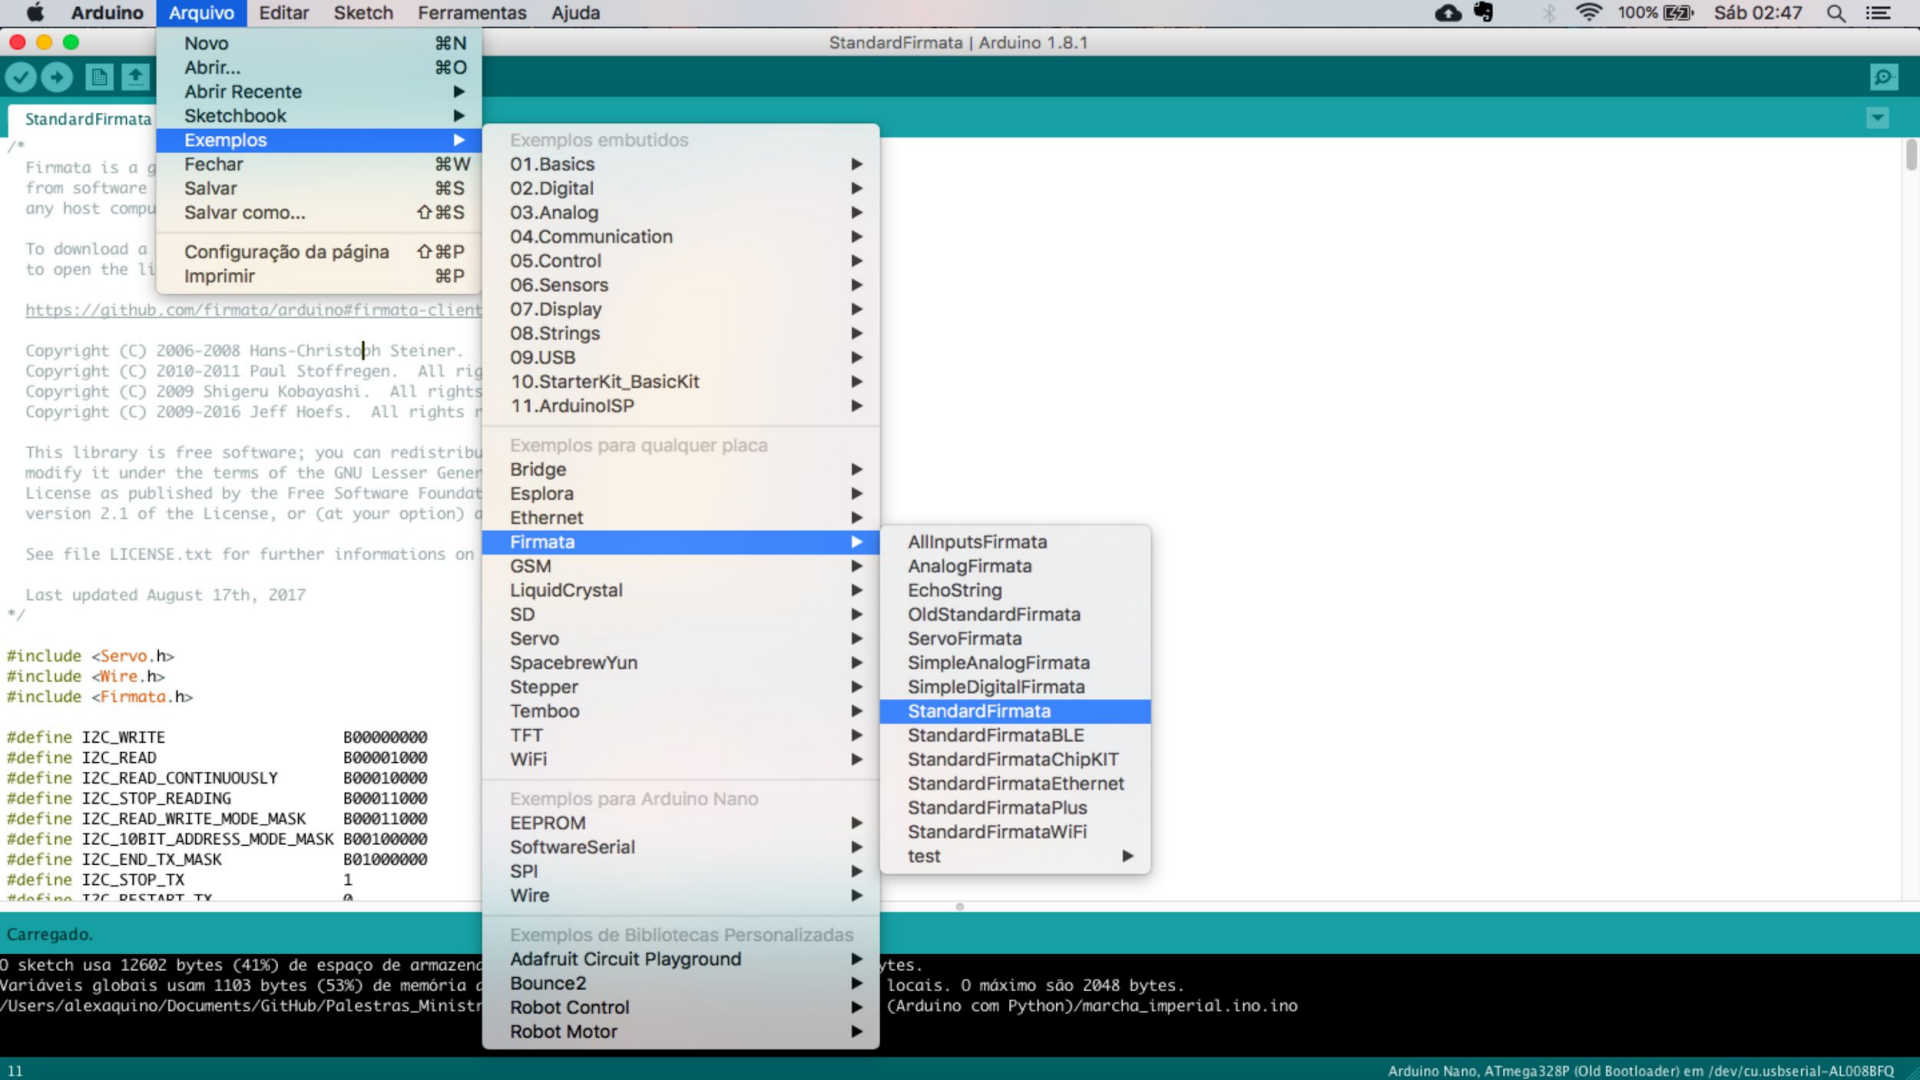 Arduino Arquivo Editar Sketch Ferramentas Ajuda 100% Sáb 02:47
StandardFirmata | Arduino 1.8.1
Novo ⌘N
Abrir... ⌘O
Abrir Recente ▶
Sketchbook ▶
Exemplos ▶
Fechar ⌘W
Salvar ⌘S
Salvar como... ⇧⌘S
Configuração da página ⇧⌘P
Imprimir ⌘P
Exemplos embutidos
01.Basics ▶
02.Digital ▶
03.Analog ▶
04.Communication ▶
05.Control ▶
06.Sensors ▶
07.Display ▶
08.Strings ▶
09.USB ▶
10.StarterKit_BasicKit ▶
11.ArduinoISP ▶
Exemplos para qualquer placa
Bridge ▶
Esplora ▶
Ethernet ▶
Firmata ▶
GSM ▶
LiquidCrystal ▶
SD ▶
Servo ▶
SpacebrewYun ▶
Stepper ▶
Temboo ▶
TFT ▶
WiFi ▶
Exemplos para Arduino Nano
EEPROM ▶
SoftwareSerial ▶
SPI ▶
Wire ▶
Exemplos de Bibliotecas Personalizadas
Adafruit Circuit Playground ▶
Bounce2 ▶
Robot Control ▶
Robot Motor ▶
AllInputsFirmata
AnalogFirmata
EchoString
OldStandardFirmata
ServoFirmata
SimpleAnalogFirmata
SimpleDigitalFirmata
StandardFirmata
StandardFirmataBLE
StandardFirmataChipKIT
StandardFirmataEthernet
StandardFirmataPlus
StandardFirmataWiFi
test ▶
StandardFirmata
/*
Firmata is a g
from software
any host compu
To download a
to open the li
https://github.com/firmata/arduino#firmata-client
Copyright (C) 2006-2008 Hans-Christoph Steiner.
Copyright (C) 2010-2011 Paul Stoffregen. All rig
Copyright (C) 2009 Shigeru Kobayashi. All rights
Copyright (C) 2009-2016 Jeff Hoefs. All rights r
This library is free software; you can redistribu
modify it under the terms of the GNU Lesser Gener
License as published by the Free Software Foundat
version 2.1 of the License, or (at your option) a
See file LICENSE.txt for further informations on
Last updated August 17th, 2017
*/
#include <Servo.h>
#include <Wire.h>
#include <Firmata.h>
#define I2C_WRITE B00000000
#define I2C_READ B00001000
#define I2C_READ_CONTINUOUSLY B00010000
#define I2C_STOP_READING B00011000
#define I2C_READ_WRITE_MODE_MASK B00011000
#define I2C_10BIT_ADDRESS_MODE_MASK B00100000
#define I2C_END_TX_MASK B01000000
#define I2C_STOP_TX 1
#define I2C_RESTART_TX 0
Carregado.
O sketch usa 12602 bytes (41%) de espaço de armazena ytes.
Variáveis globais usam 1103 bytes (53%) de memória d locais. O máximo são 2048 bytes.
/Users/alexaquino/Documents/GitHub/Palestras_Ministr (Arduino com Python)/marcha_imperial.ino.ino
11 Arduino Nano, ATmega328P (Old Bootloader) em /dev/cu.usbserial-AL008BFQ